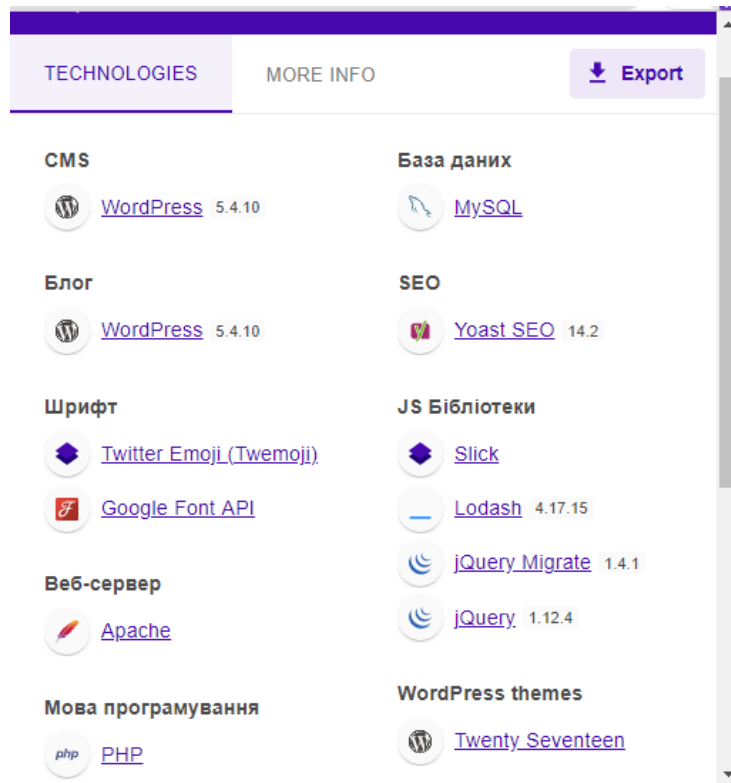 TECHNOLOGIES
MORE INFO
Export
CMS
WordPress 5.4.10
База даних
MySQL
Блог
WordPress 5.4.10
SEO
Yoast SEO 14.2
Шрифт
Twitter Emoji (Twemoji)
Google Font API
JS Бібліотеки
Slick
Lodash 4.17.15
jQuery Migrate 1.4.1
jQuery 1.12.4
Веб-сервер
Apache
Мова програмування
php PHP
WordPress themes
Twenty Seventeen